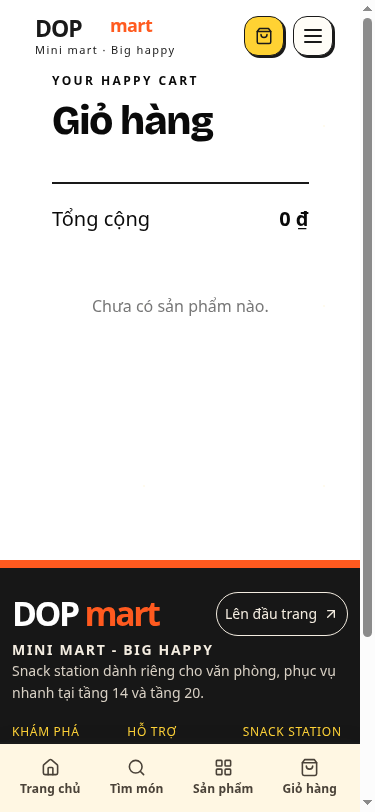 DOP mart
Mini mart · Big happy
YOUR HAPPY CART
Giỏ hàng
Tổng cộng 0 ₫
Chưa có sản phẩm nào.
DOP mart Lên đầu trang
MINI MART - BIG HAPPY
Snack station dành riêng cho văn phòng, phục vụ
nhanh tại tầng 14 và tầng 20.
KHÁM PHÁ HỖ TRỢ SNACK STATION
Trang chủ Tìm món Sản phẩm Giỏ hàng